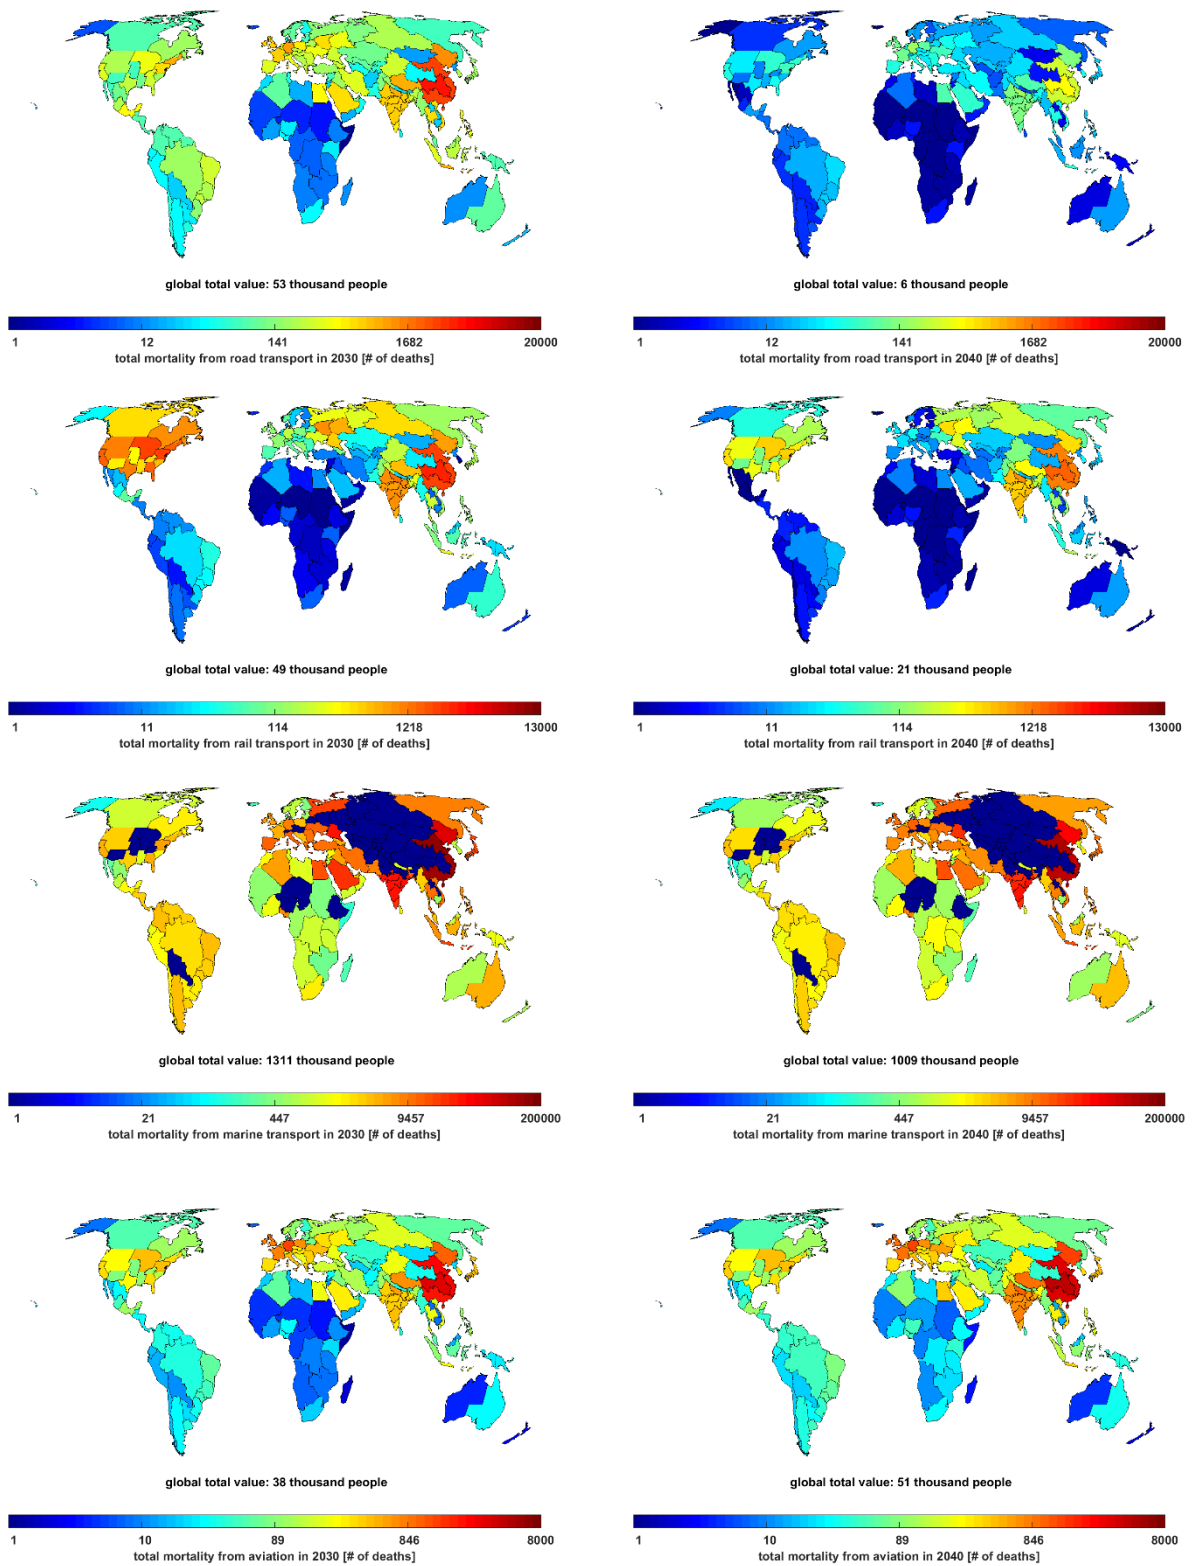 global total value: 53 thousand people
1 12 141 1682 20000
total mortality from road transport in 2030 [# of deaths]
global total value: 6 thousand people
1 12 141 1682 20000
total mortality from road transport in 2040 [# of deaths]
global total value: 49 thousand people
1 11 114 1218 13000
total mortality from rail transport in 2030 [# of deaths]
global total value: 21 thousand people
1 11 114 1218 13000
total mortality from rail transport in 2040 [# of deaths]
global total value: 1311 thousand people
1 21 447 9457 200000
total mortality from marine transport in 2030 [# of deaths]
global total value: 1009 thousand people
1 21 447 9457 200000
total mortality from marine transport in 2040 [# of deaths]
global total value: 38 thousand people
1 10 89 846 8000
total mortality from aviation in 2030 [# of deaths]
global total value: 51 thousand people
1 10 89 846 8000
total mortality from aviation in 2040 [# of deaths]